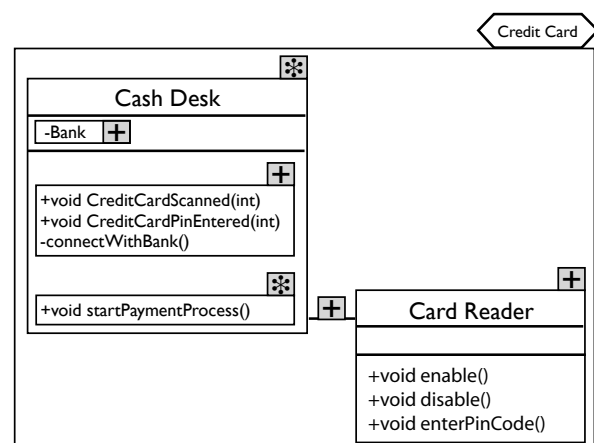 Credit Card
Cash Desk
-Bank +
+
+void CreditCardScanned(int)
+void CreditCardPinEntered(int)
-connectWithBank()
+void startPaymentProcess()
+
+
Card Reader
+void enable()
+void disable()
+void enterPinCode()